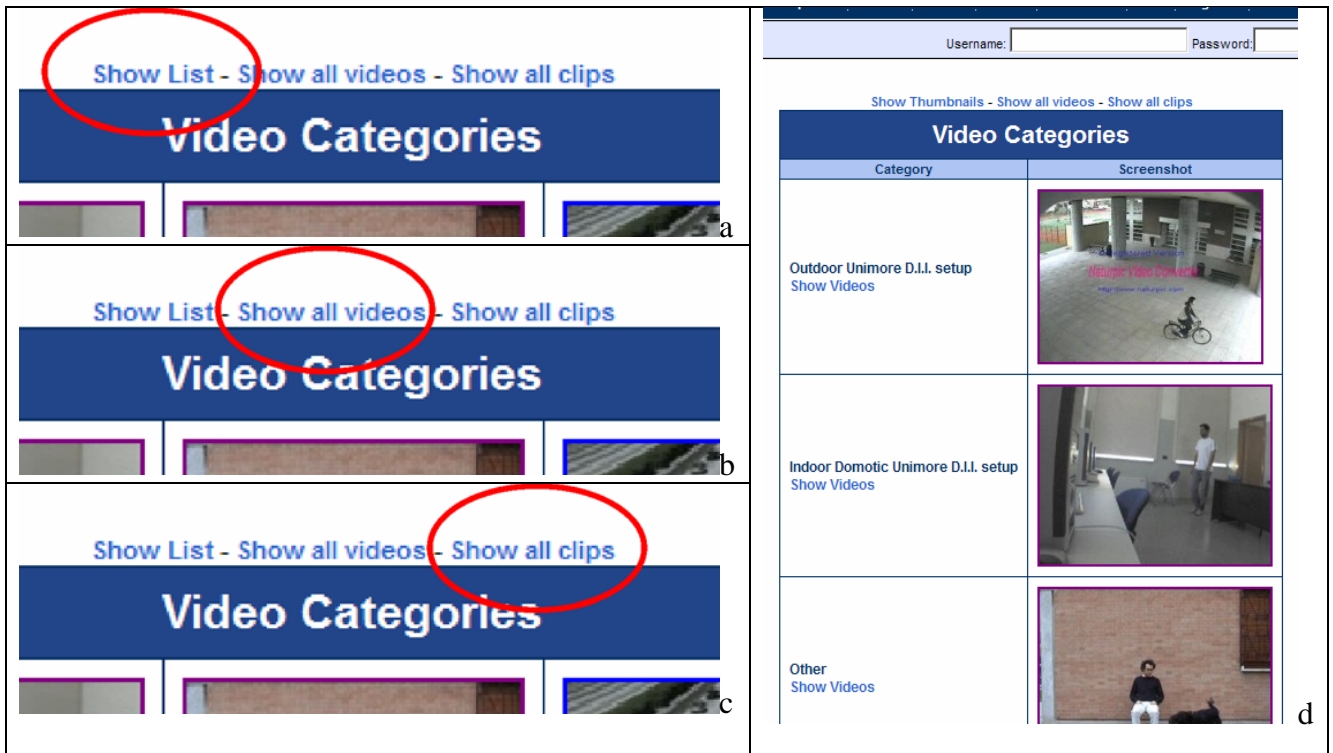 Show List - Show all videos - Show all clips
Video Categories
a
Show List - Show all videos - Show all clips
Video Categories
b
Show List - Show all videos - Show all clips
Video Categories
c
Username: Password:
Show Thumbnails - Show all videos - Show all clips
Video Categories
Category Screenshot
Outdoor Unimore D.I.I. setup
Show Videos
Naturpic Video Converter
Indoor Domotic Unimore D.I.I. setup
Show Videos
Other
Show Videos
d